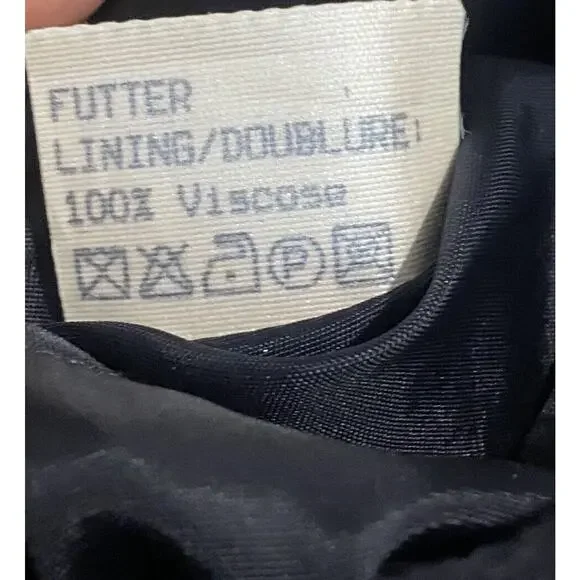 FUTTER
LINING/DOUBLURE:
100% Viscose
P